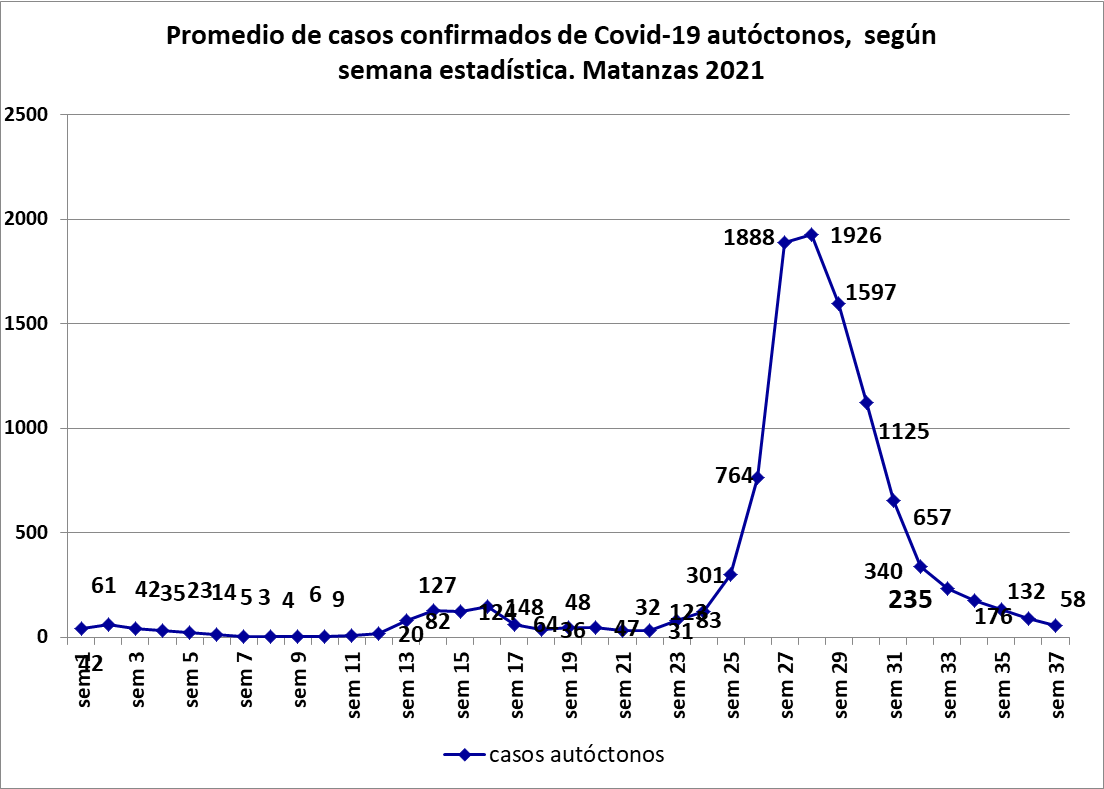 Promedio de casos confirmados de Covid-19 autóctonos, según
semana estadística. Matanzas 2021
2500
2000
1500
1000
500
0
42
61
42
35
23
14
5
3
4
6
9
20
82
127
124
148
64
36
48
47
32
31
83
123
301
764
1888
1926
1597
1125
657
340
235
176
132
58
sem 1
sem 3
sem 5
sem 7
sem 9
sem 11
sem 13
sem 15
sem 17
sem 19
sem 21
sem 23
sem 25
sem 27
sem 29
sem 31
sem 33
sem 35
sem 37
casos autóctonos